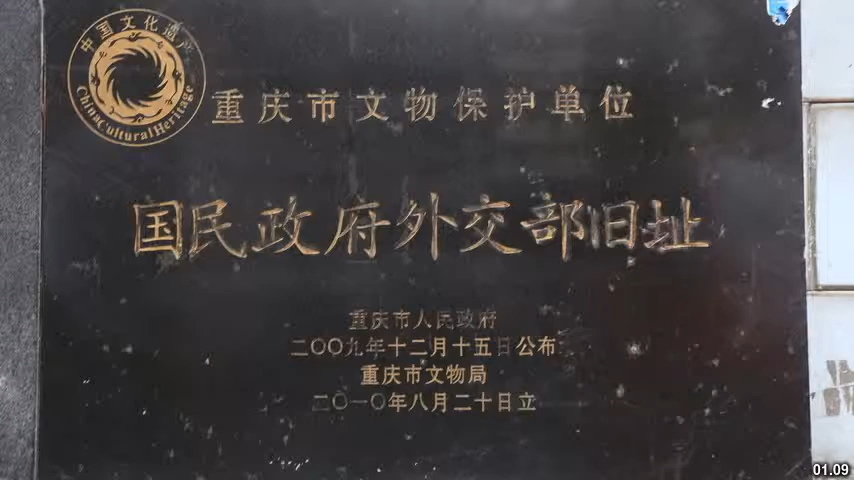 中国文化遗产
China Cultural Heritage
重庆市文物保护单位
国民政府外交部旧址
重庆市人民政府
二〇〇九年十二月十五日公布
重庆市文物局
二〇一〇年八月二十日立
01.09